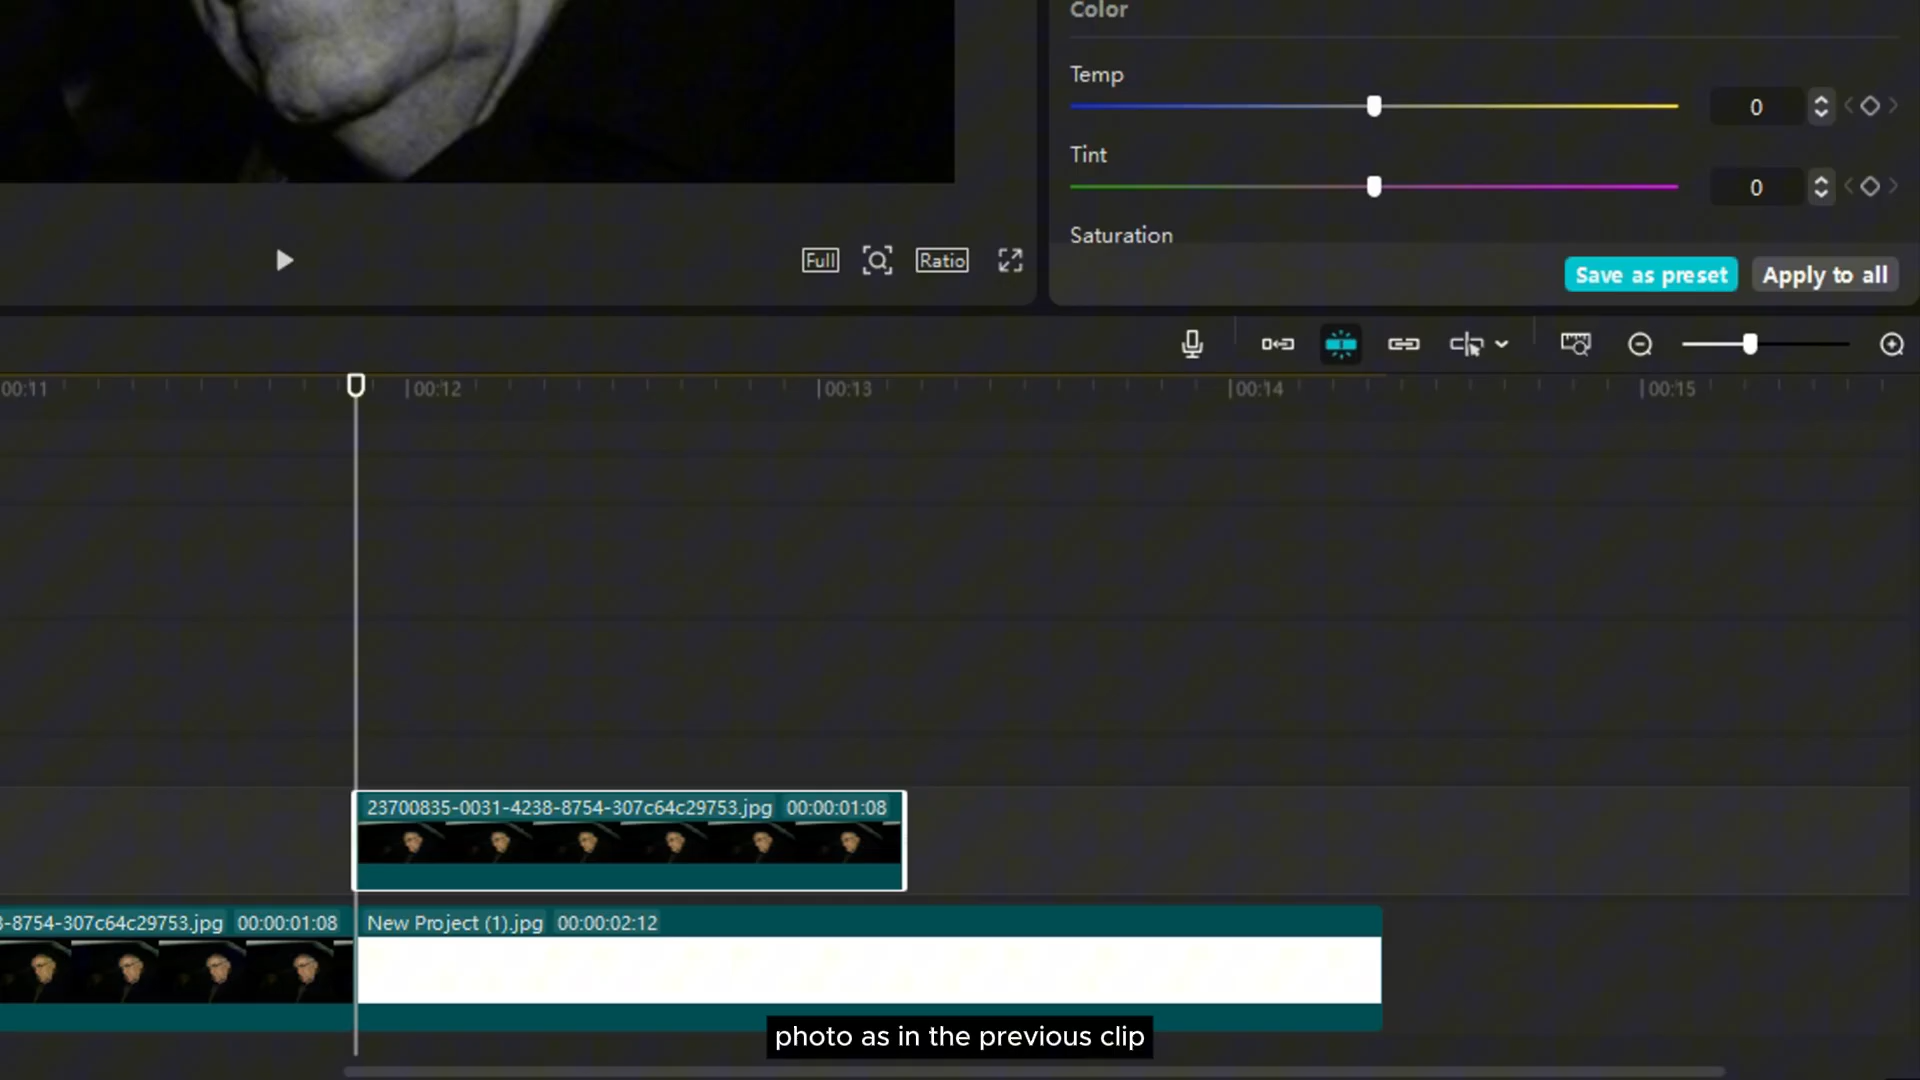 Color
Temp
0
Tint
0
Saturation
Full
Ratio
Save as preset
Apply to all
00:11
00:12
00:13
00:14
00:15
23700835-0031-4238-8754-307c64c29753.jpg 00:00:01:08
-8754-307c64c29753.jpg 00:00:01:08
New Project (1).jpg 00:00:02:12
photo as in the previous clip